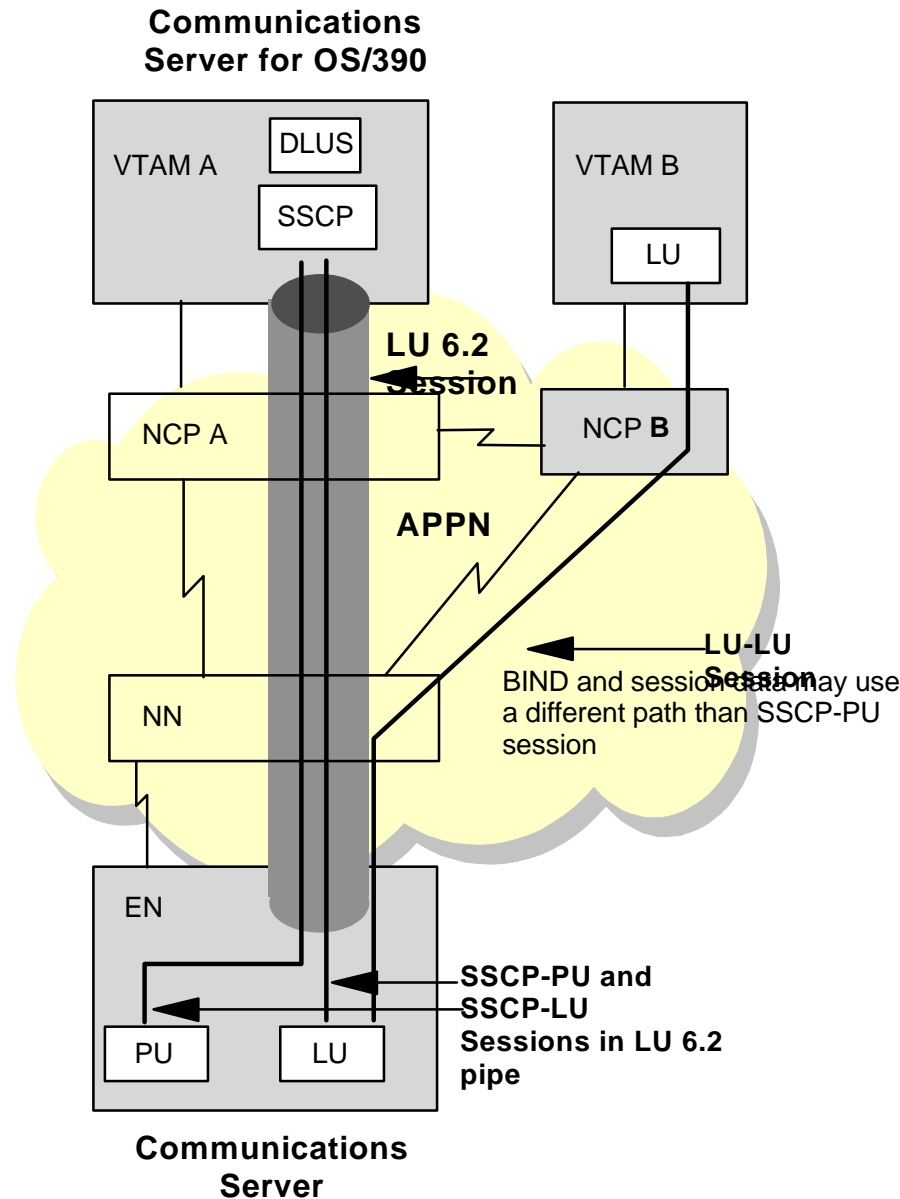 Communications
Server for OS/390
VTAM A
DLUS
SSCP
VTAM B
LU
LU 6.2
Session
NCP A
NCP B
APPN
LU-LU
Session
BIND and session data may use
a different path than SSCP-PU
session
NN
EN
SSCP-PU and
SSCP-LU
Sessions in LU 6.2
pipe
PU
LU
Communications
Server